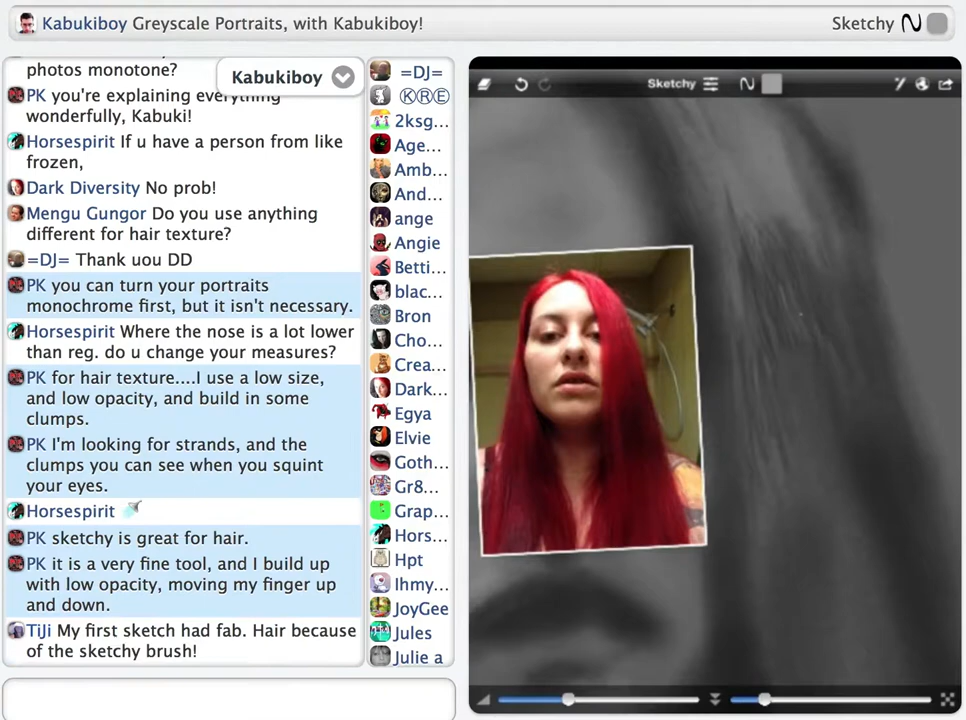 Kabukiboy Greyscale Portraits, with Kabukiboy!
Sketchy
photos monotone?
Kabukiboy
PK you're explaining everything
wonderfully, Kabuki!
Horsespirit If u have a person from like
frozen,
Dark Diversity No prob!
Mengu Gungor Do you use anything
different for hair texture?
=DJ= Thank uou DD
PK you can turn your portraits
monochrome first, but it isn't necessary.
Horsespirit Where the nose is a lot lower
than reg. do u change your measures?
PK for hair texture....I use a low size,
and low opacity, and build in some
clumps.
PK I'm looking for strands, and the
clumps you can see when you squint
your eyes.
Horsespirit
PK sketchy is great for hair.
PK it is a very fine tool, and I build up
with low opacity, moving my finger up
and down.
TiJi My first sketch had fab. Hair because
of the sketchy brush!
=DJ=
ⓀⓇⒺ
2ksg...
Age...
Amb...
And...
ange
Angie
Betti...
blac...
Bron
Cho...
Crea...
Dark...
Egya
Elvie
Goth...
Gr8...
Grap...
Hors...
Hpt
Ihmy...
JoyGee
Jules
Julie a
Sketchy